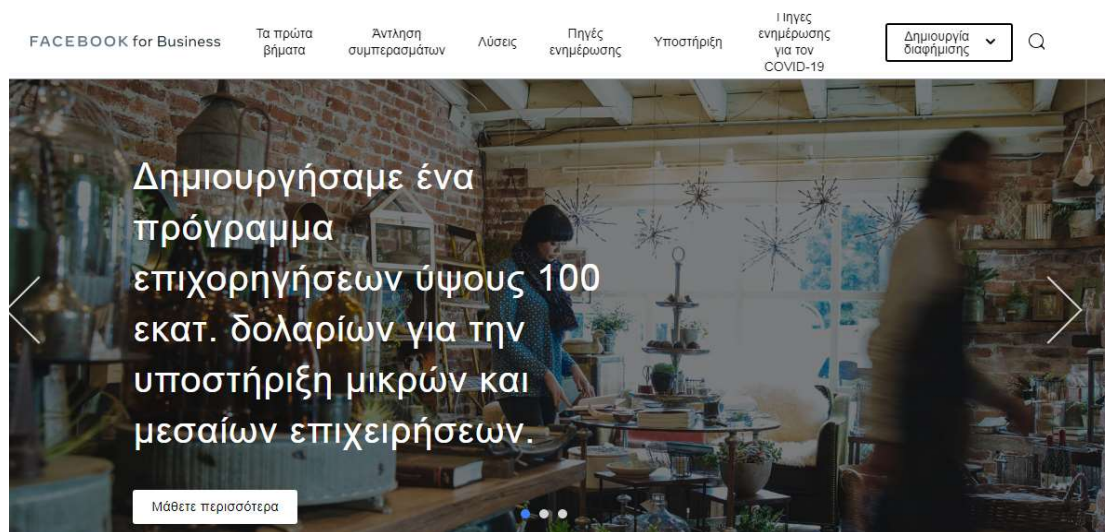 FACEBOOK for Business
Τα πρώτα
βήματα
Άντληση
συμπερασμάτων
Λύσεις
Πηγές
ενημέρωσης
Υποστήριξη
Πηγές
ενημέρωσης
για τον
COVID-19
Δημιουργία
διαφήμισης
Δημιουργήσαμε ένα
πρόγραμμα
επιχορηγήσεων ύψους 100
εκατ. δολαρίων για την
υποστήριξη μικρών και
μεσαίων επιχειρήσεων.
Μάθετε περισσότερα